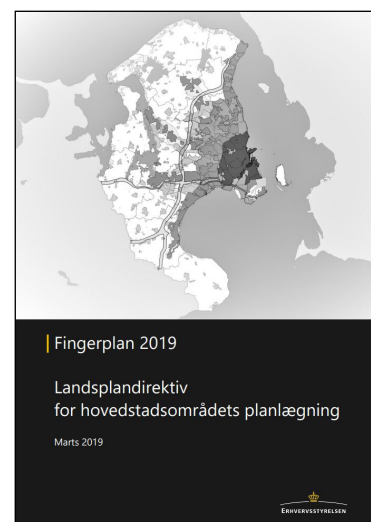 Fingerplan 2019
Landsplandirektiv
for hovedstadsområdets planlægning
Marts 2019
ERHVERVSSTYRELSEN